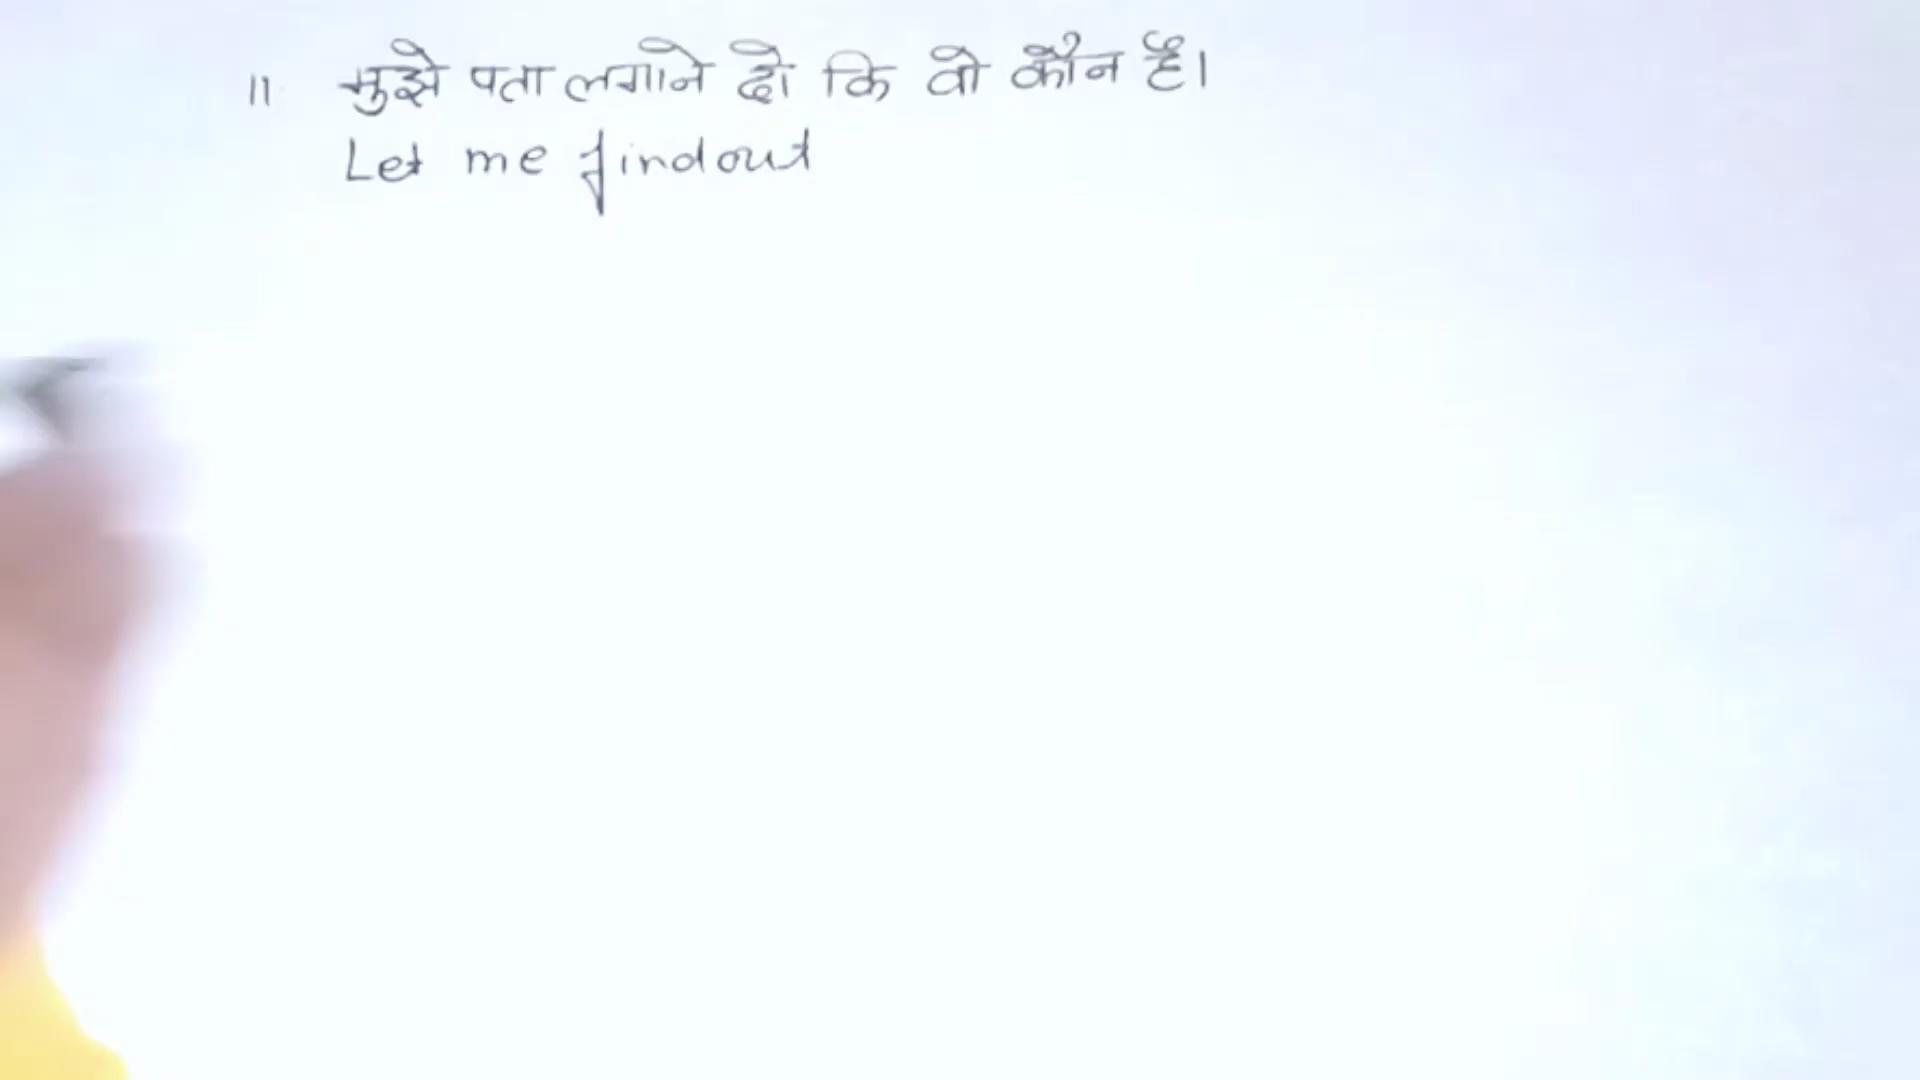 11 मुझे पता लगाने दो कि वो कौन है।
Let me findout